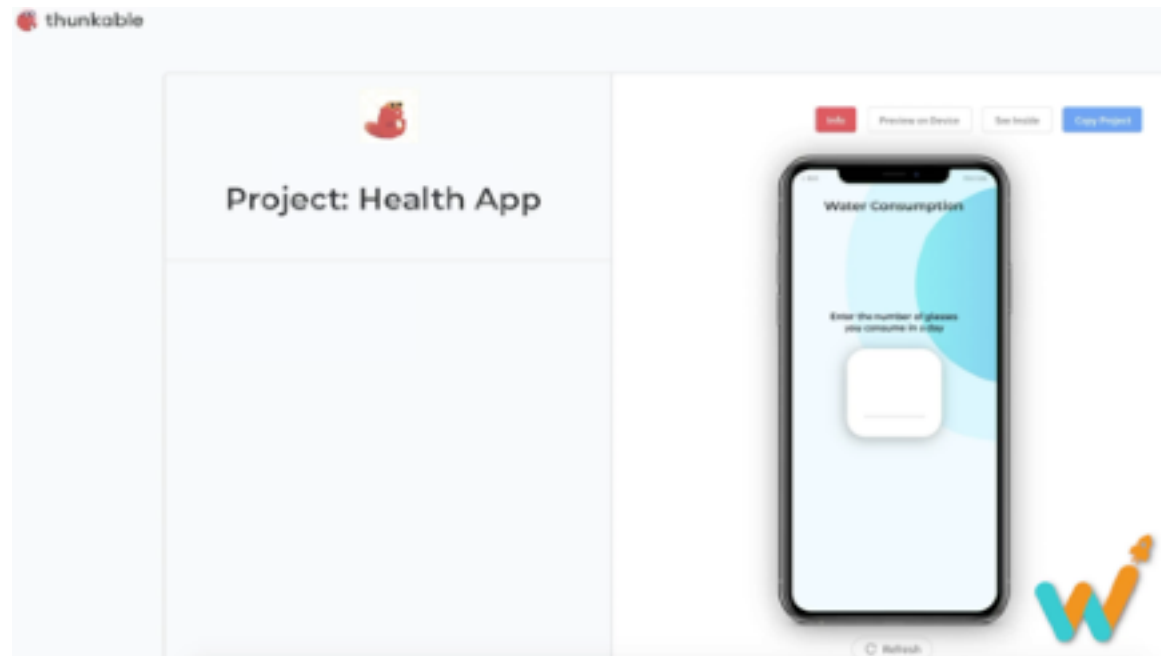 thunkable
Project: Health App
Info
Preview on Device
See Inside
Copy Project
Water Consumption
Enter the number of glasses
you consume in a day
Refresh